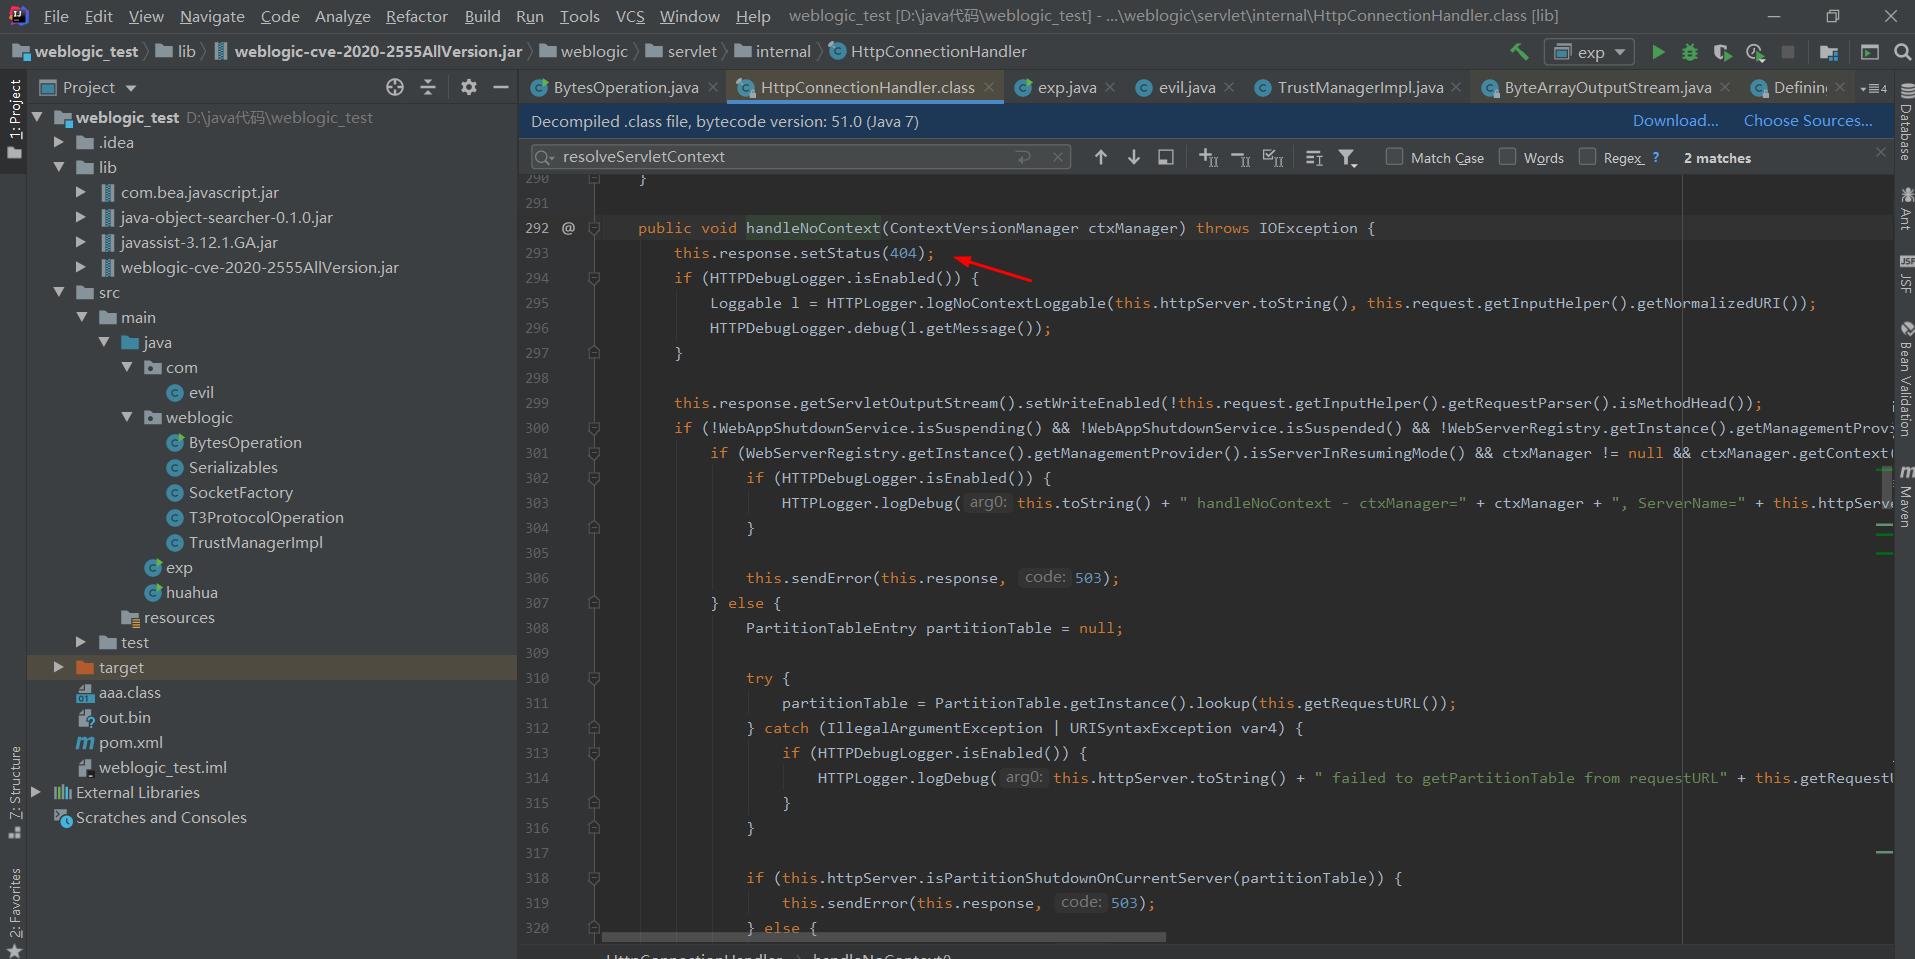 File Edit View Navigate Code Analyze Refactor Build Run Tools VCS Window Help weblogic_test [D:\java代码\weblogic_test] - ...\weblogic\servlet\internal\HttpConnectionHandler.class [lib]
weblogic_test lib weblogic-cve-2020-2555AllVersion.jar weblogic servlet internal HttpConnectionHandler exp
Project
BytesOperation.java HttpConnectionHandler.class exp.java evil.java TrustManagerImpl.java ByteArrayOutputStream.java Defining 4
Decompiled .class file, bytecode version: 51.0 (Java 7) Download... Choose Sources...
resolveServletContext Match Case Words Regex ? 2 matches
1: Project
7: Structure
2: Favorites
weblogic_test D:\java代码\weblogic_test
.idea
lib
com.bea.javascript.jar
java-object-searcher-0.1.0.jar
javassist-3.12.1.GA.jar
weblogic-cve-2020-2555AllVersion.jar
src
main
java
com
evil
weblogic
BytesOperation
Serializables
SocketFactory
T3ProtocolOperation
TrustManagerImpl
exp
huahua
resources
test
target
aaa.class
out.bin
pom.xml
weblogic_test.iml
External Libraries
Scratches and Consoles
290 }
291
292 @ public void handleNoContext(ContextVersionManager ctxManager) throws IOException {
293 this.response.setStatus(404);
294 if (HTTPDebugLogger.isEnabled()) {
295 Loggable l = HTTPLogger.logNoContextLoggable(this.httpServer.toString(), this.request.getInputHelper().getNormalizedURI());
296 HTTPDebugLogger.debug(l.getMessage());
297 }
298
299 this.response.getServletOutputStream().setWriteEnabled(!this.request.getInputHelper().getRequestParser().isMethodHead());
300 if (!WebAppShutdownService.isSuspending() && !WebAppShutdownService.isSuspended() && !WebServerRegistry.getInstance().getManagementProvi
301 if (WebServerRegistry.getInstance().getManagementProvider().isServerInResumingMode() && ctxManager != null && ctxManager.getContext(
302 if (HTTPDebugLogger.isEnabled()) {
303 HTTPLogger.logDebug( arg0: this.toString() + " handleNoContext - ctxManager=" + ctxManager + ", ServerName=" + this.httpServ
304 }
305
306 this.sendError(this.response, code: 503);
307 } else {
308 PartitionTableEntry partitionTable = null;
309
310 try {
311 partitionTable = PartitionTable.getInstance().lookup(this.getRequestURL());
312 } catch (IllegalArgumentException | URISyntaxException var4) {
313 if (HTTPDebugLogger.isEnabled()) {
314 HTTPLogger.logDebug( arg0: this.httpServer.toString() + " failed to getPartitionTable from requestURL" + this.getRequestU
315 }
316 }
317
318 if (this.httpServer.isPartitionShutdownOnCurrentServer(partitionTable)) {
319 this.sendError(this.response, code: 503);
320 } else {
HttpConnectionHandler handleNoContext()
Database
Ant
JSF
Bean Validation
Maven